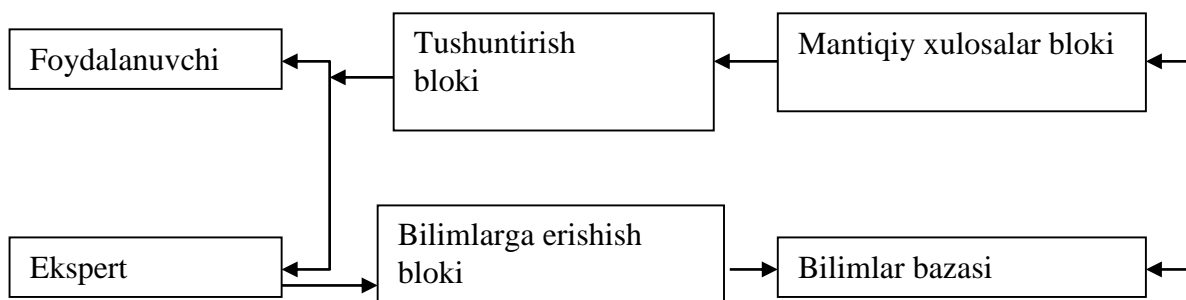 Foydalanuvchi
Tushuntirish
bloki
Mantiqiy xulosalar bloki
Ekspert
Bilimlarga erishish
bloki
Bilimlar bazasi